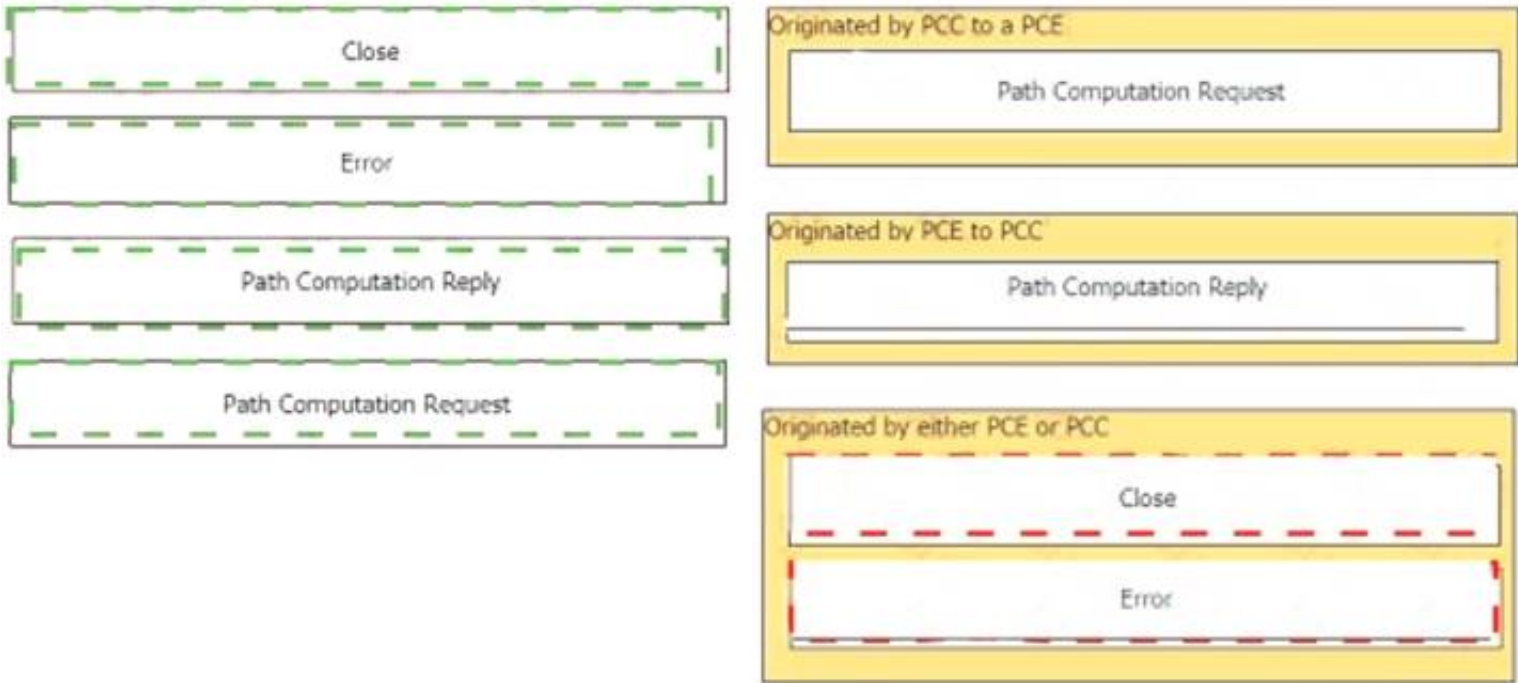 Close
Error
Path Computation Reply
Path Computation Request
Originated by PCC to a PCE
Path Computation Request
Originated by PCE to PCC
Path Computation Reply
Originated by either PCE or PCC
Close
Error